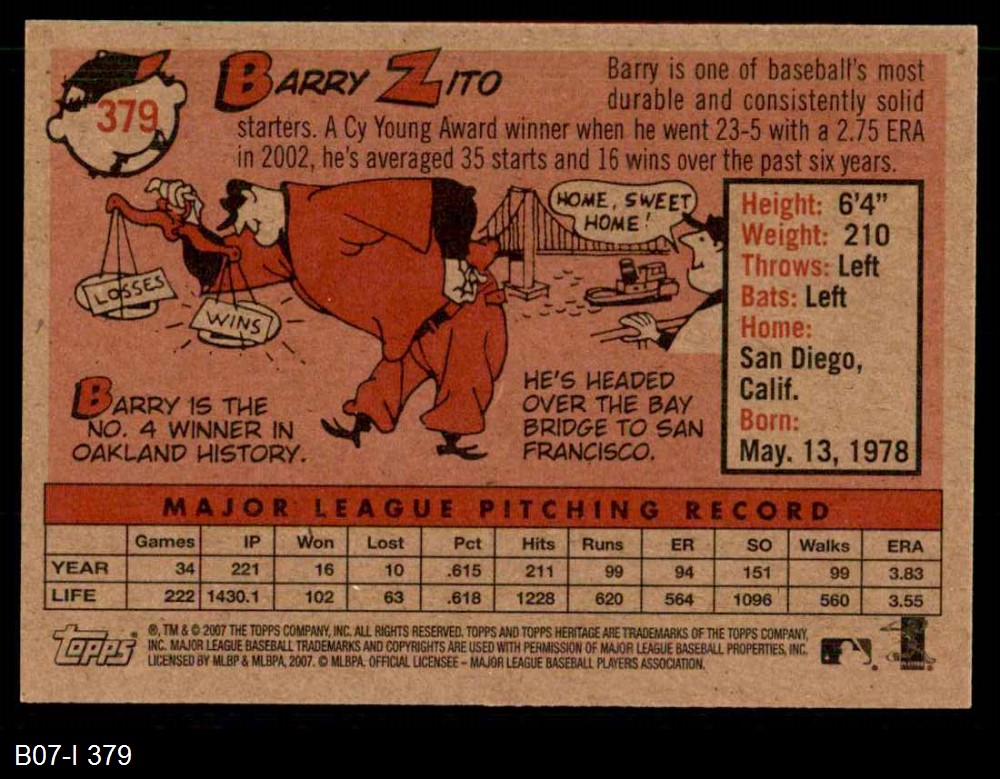 379
BARRY ZITO
Barry is one of baseball's most
durable and consistently solid
starters. A Cy Young Award winner when he went 23-5 with a 2.75 ERA
in 2002, he's averaged 35 starts and 16 wins over the past six years.
LOSSES
WINS
HOME, SWEET
HOME!
BARRY IS THE
NO. 4 WINNER IN
OAKLAND HISTORY.
HE'S HEADED
OVER THE BAY
BRIDGE TO SAN
FRANCISCO.
Height: 6'4"
Weight: 210
Throws: Left
Bats: Left
Home:
San Diego,
Calif.
Born:
May. 13, 1978
MAJOR LEAGUE PITCHING RECORD
Games IP Won Lost Pct Hits Runs ER SO Walks ERA
YEAR 34 221 16 10 .615 211 99 94 151 99 3.83
LIFE 222 1430.1 102 63 .618 1228 620 564 1096 560 3.55
Topps
®, TM & © 2007 THE TOPPS COMPANY, INC. ALL RIGHTS RESERVED. TOPPS AND TOPPS HERITAGE ARE TRADEMARKS OF THE TOPPS COMPANY,
INC. MAJOR LEAGUE BASEBALL TRADEMARKS AND COPYRIGHTS ARE USED WITH PERMISSION OF MAJOR LEAGUE BASEBALL PROPERTIES, INC.
LICENSED BY MLBP & MLBPA, 2007. © MLBPA. OFFICIAL LICENSEE – MAJOR LEAGUE BASEBALL PLAYERS ASSOCIATION.
B07-I 379